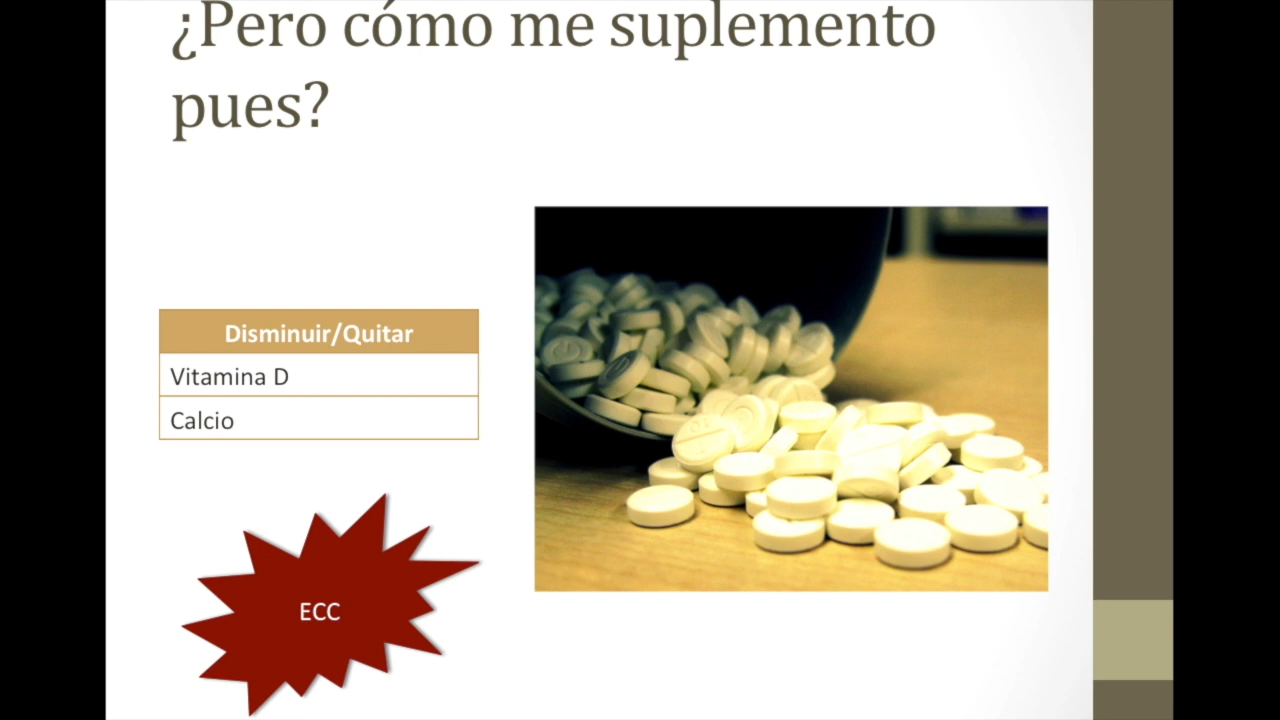 ¿Pero cómo me suplemento
pues?
Disminuir/Quitar
Vitamina D
Calcio
ECC